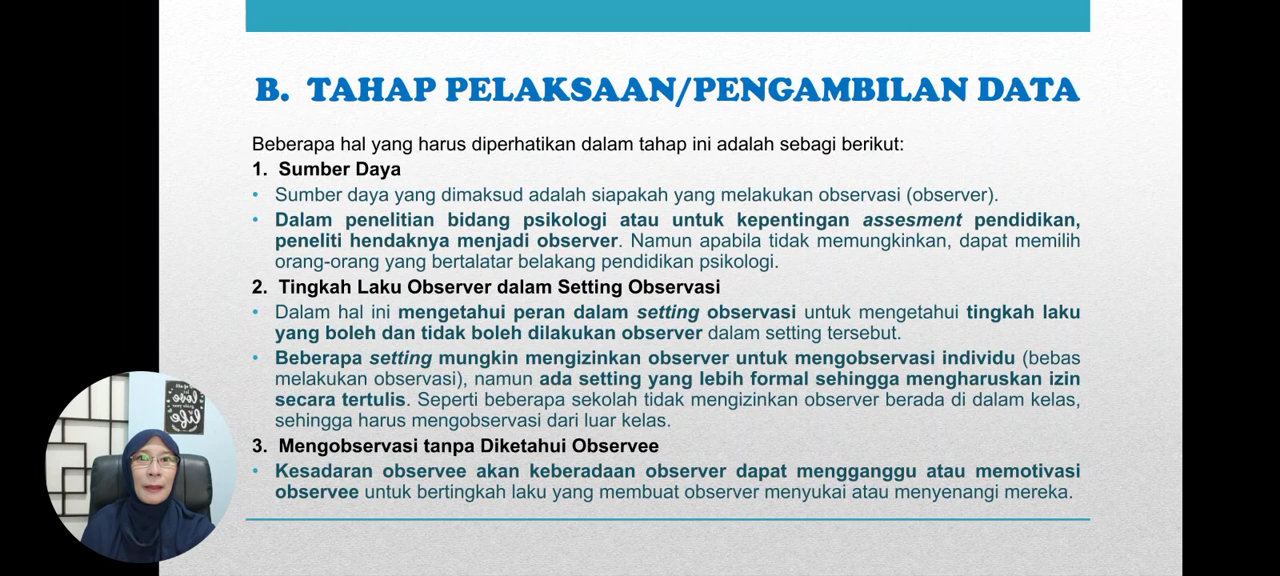 B. TAHAP PELAKSAAN/PENGAMBILAN DATA
Beberapa hal yang harus diperhatikan dalam tahap ini adalah sebagi berikut:
1. Sumber Daya
• Sumber daya yang dimaksud adalah siapakah yang melakukan observasi (observer).
• Dalam penelitian bidang psikologi atau untuk kepentingan assesment pendidikan,
peneliti hendaknya menjadi observer. Namun apabila tidak memungkinkan, dapat memilih
orang-orang yang bertalatar belakang pendidikan psikologi.
2. Tingkah Laku Observer dalam Setting Observasi
• Dalam hal ini mengetahui peran dalam setting observasi untuk mengetahui tingkah laku
yang boleh dan tidak boleh dilakukan observer dalam setting tersebut.
• Beberapa setting mungkin mengizinkan observer untuk mengobservasi individu (bebas
melakukan observasi), namun ada setting yang lebih formal sehingga mengharuskan izin
secara tertulis. Seperti beberapa sekolah tidak mengizinkan observer berada di dalam kelas,
sehingga harus mengobservasi dari luar kelas.
3. Mengobservasi tanpa Diketahui Observee
• Kesadaran observee akan keberadaan observer dapat mengganggu atau memotivasi
observee untuk bertingkah laku yang membuat observer menyukai atau menyenangi mereka.
love
life